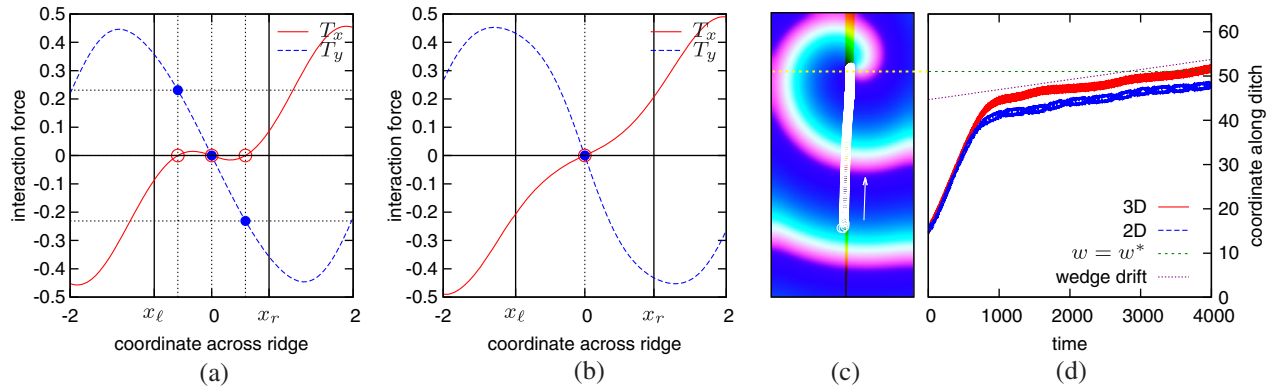 0.5
0.4
0.3
0.2
0.1
0
-0.1
-0.2
-0.3
-0.4
-0.5
interaction force
T_x
T_y
-2 x_ℓ 0 x_r 2
coordinate across ridge
(a)
0.5
0.4
0.3
0.2
0.1
0
-0.1
-0.2
-0.3
-0.4
-0.5
interaction force
T_x
T_y
-2 x_ℓ 0 x_r 2
coordinate across ridge
(b)
(c)
3D
2D
w = w*
wedge drift
60
50
40
30
20
10
0
coordinate along ditch
0 1000 2000 3000 4000
time
(d)